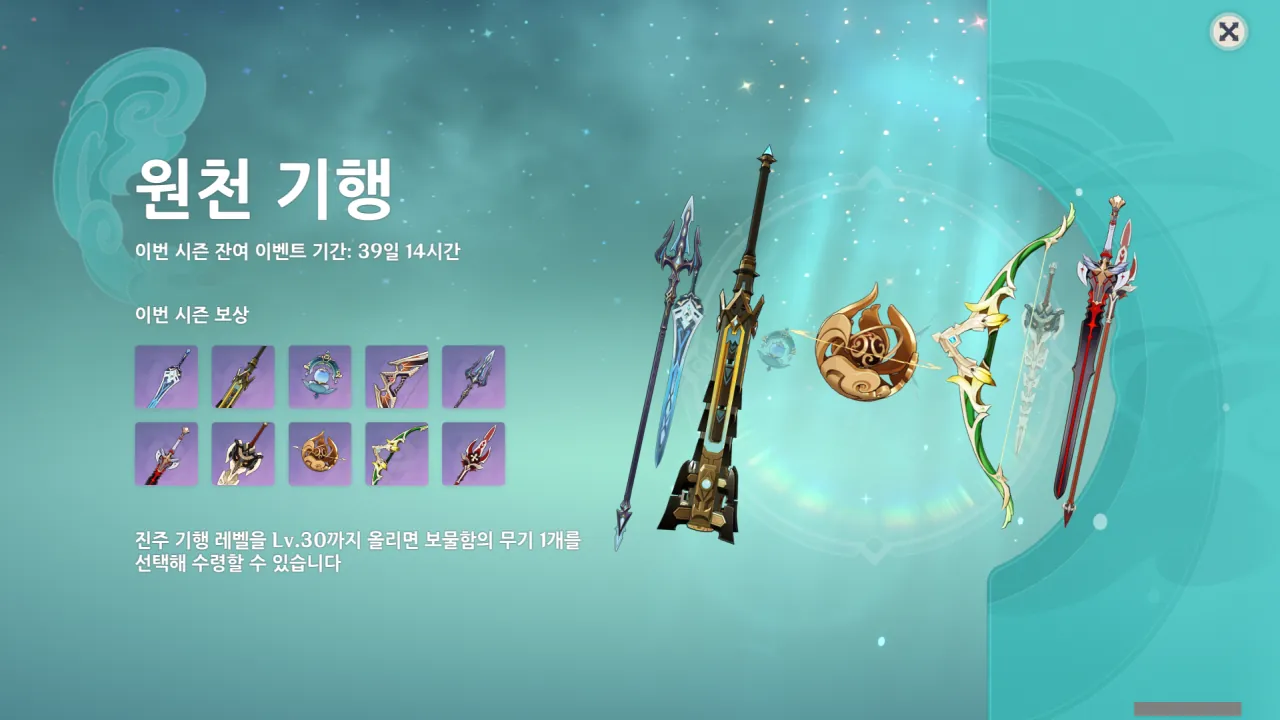 원천 기행
이번 시즌 잔여 이벤트 기간: 39일 14시간
이번 시즌 보상
진주 기행 레벨을 Lv.30까지 올리면 보물함의 무기 1개를
선택해 수령할 수 있습니다